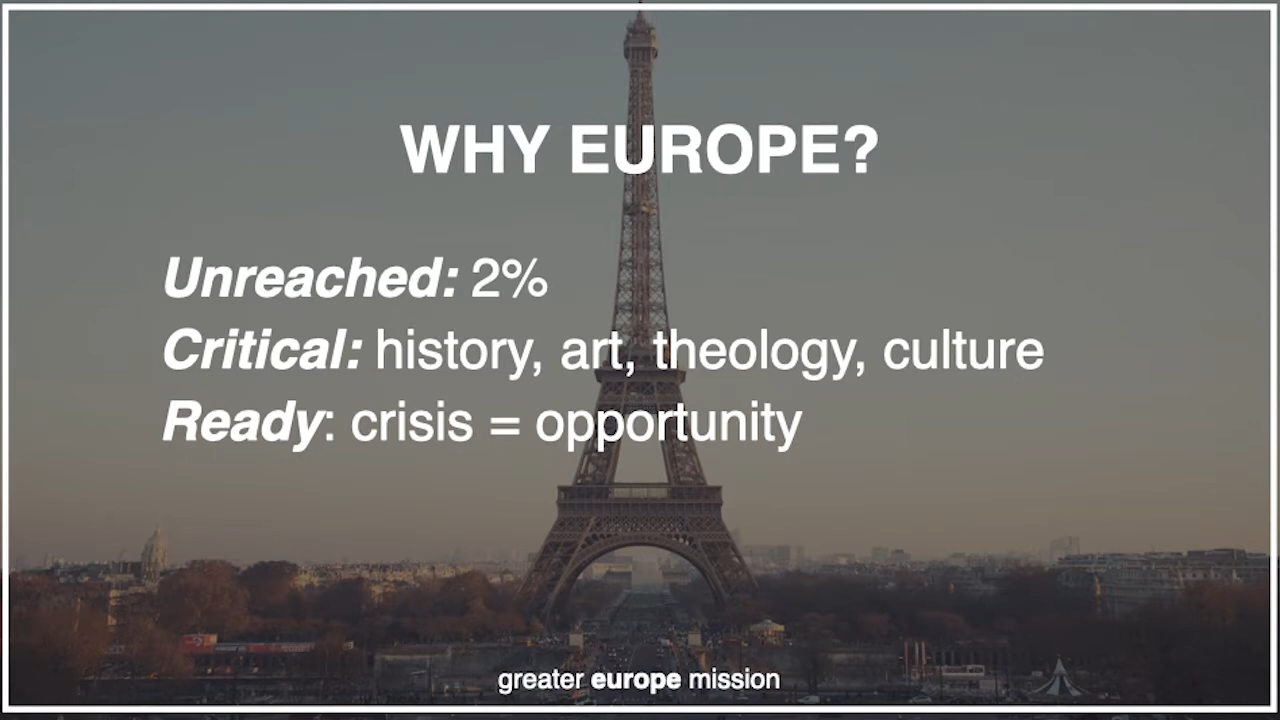 WHY EUROPE?
Unreached: 2%
Critical: history, art, theology, culture
Ready: crisis = opportunity
greater europe mission